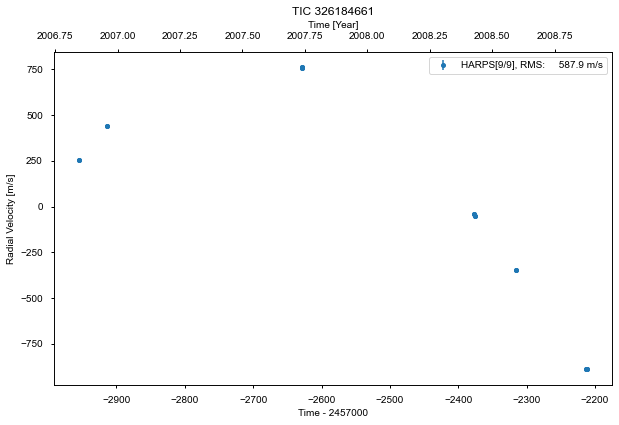 TIC 326184661
Time [Year]
2006.75 2007.00 2007.25 2007.50 2007.75 2008.00 2008.25 2008.50 2008.75
HARPS[9/9], RMS: 587.9 m/s
750
500
250
0
−250
−500
−750
Radial Velocity [m/s]
−2900 −2800 −2700 −2600 −2500 −2400 −2300 −2200
Time - 2457000